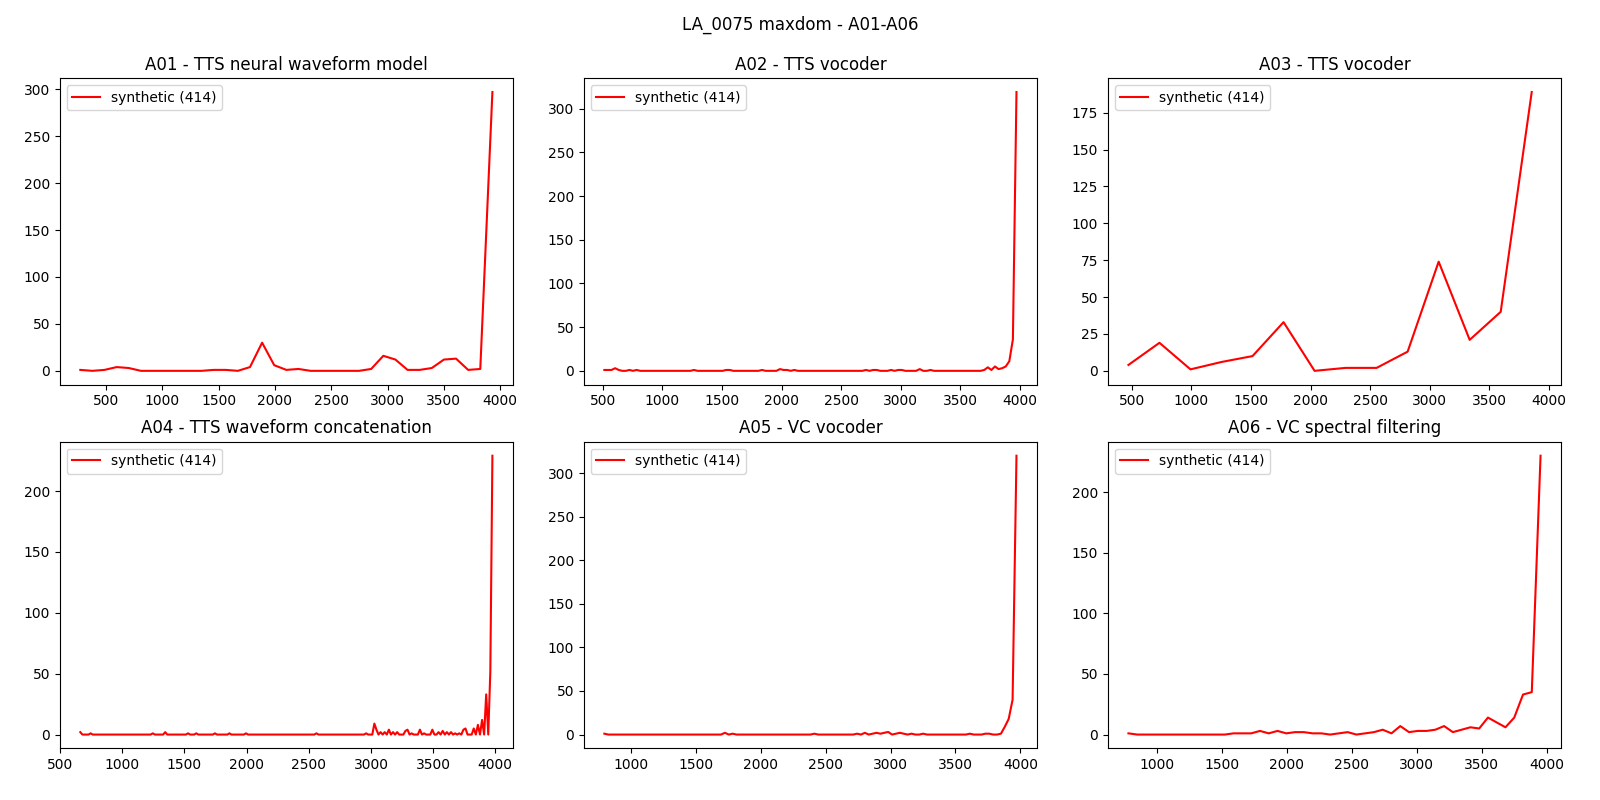 LA_0075 maxdom - A01-A06
A01 - TTS neural waveform model
A02 - TTS vocoder
A03 - TTS vocoder
synthetic (414)
synthetic (414)
synthetic (414)
300
250
200
150
100
50
0
300
250
200
150
100
50
0
175
150
125
100
75
50
25
0
500 1000 1500 2000 2500 3000 3500 4000
500 1000 1500 2000 2500 3000 3500 4000
500 1000 1500 2000 2500 3000 3500 4000
A04 - TTS waveform concatenation
A05 - VC vocoder
A06 - VC spectral filtering
synthetic (414)
synthetic (414)
synthetic (414)
200
150
100
50
0
300
250
200
150
100
50
0
200
150
100
50
0
500 1000 1500 2000 2500 3000 3500 4000
1000 1500 2000 2500 3000 3500 4000
1000 1500 2000 2500 3000 3500 4000